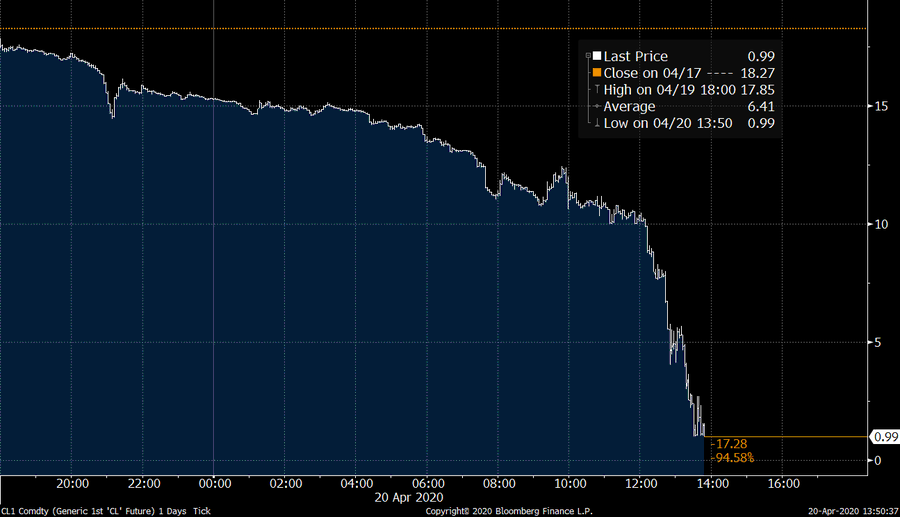 Last Price 0.99
Close on 04/17 ---- 18.27
High on 04/19 18:00 17.85
Average 6.41
Low on 04/20 13:50 0.99
15
10
5
0.99
0
-17.28
-94.58%
20:00 22:00 00:00 02:00 04:00 06:00 08:00 10:00 12:00 14:00 16:00
20 Apr 2020
CL1 Comdty (Generic 1st 'CL' Future) 1 Days Tick Copyright© 2020 Bloomberg Finance L.P. 20-Apr-2020 13:50:37